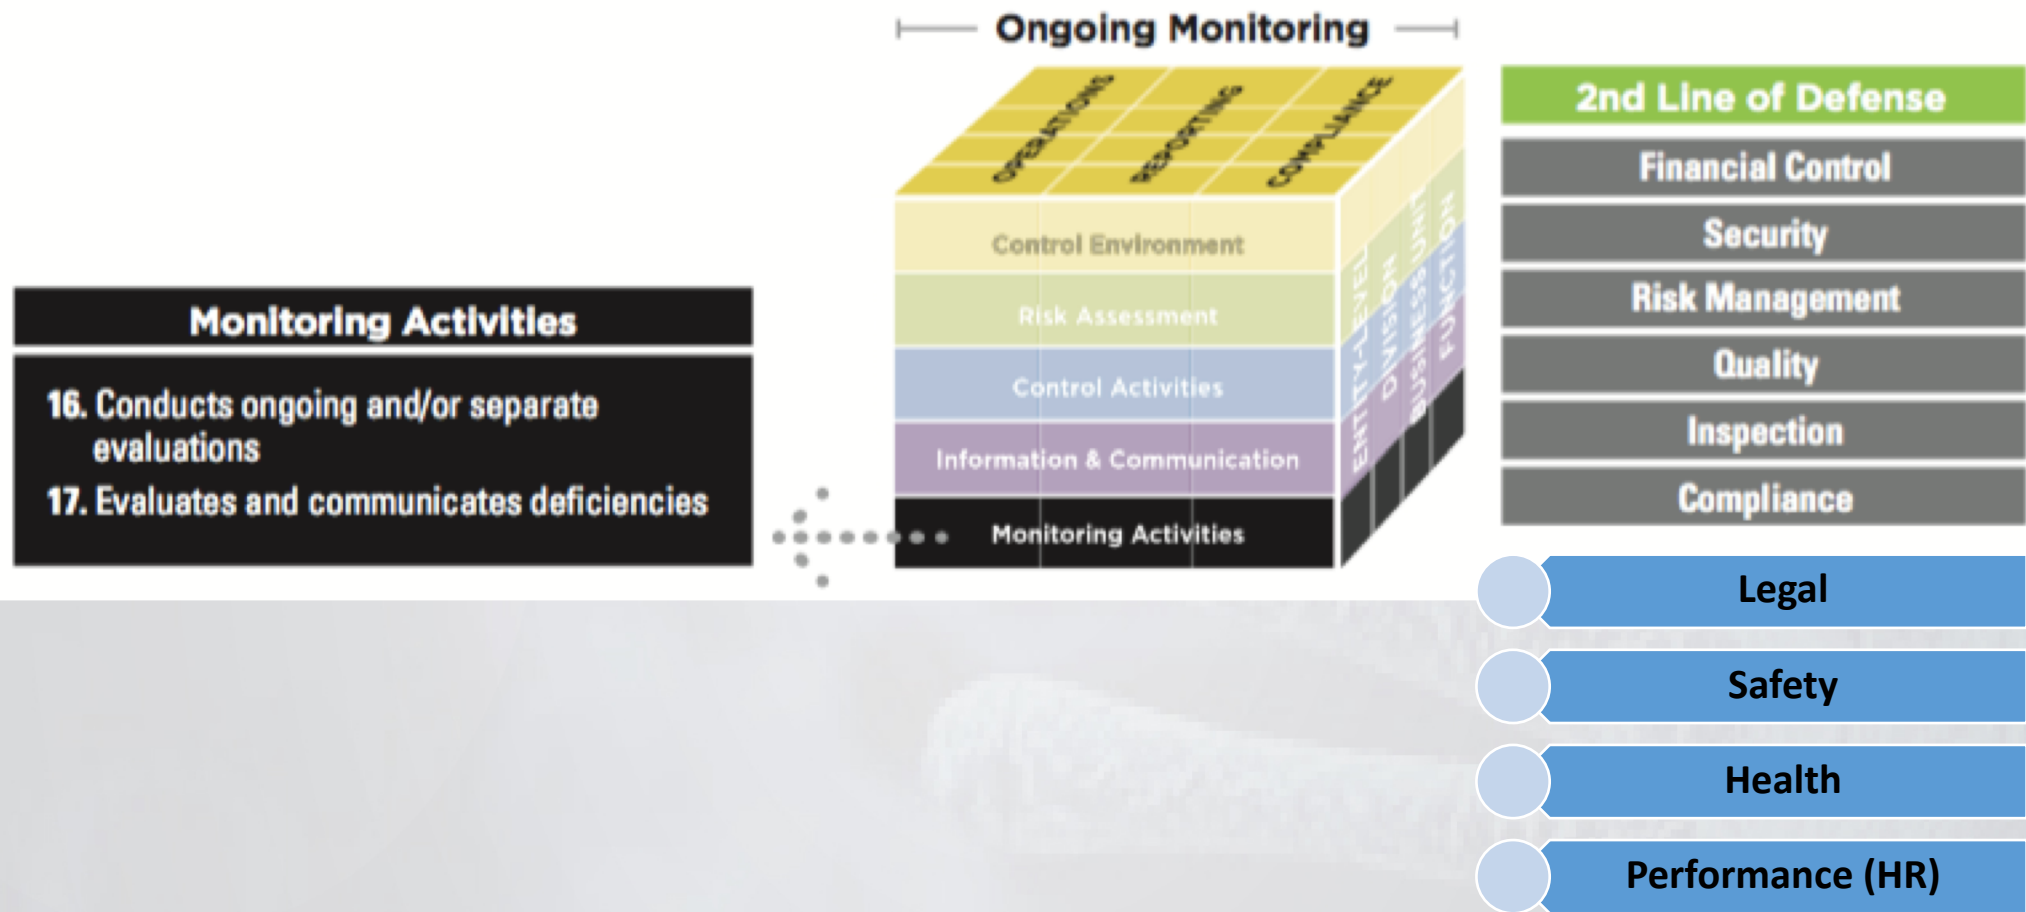 Ongoing Monitoring
OPERATIONS
REPORTING
COMPLIANCE
Control Environment
Risk Assessment
Control Activities
Information & Communication
Monitoring Activities
ENTITY-LEVEL
DIVISION
BUSINESS UNIT
FUNCTION
Monitoring Activities
16. Conducts ongoing and/or separate
evaluations
17. Evaluates and communicates deficiencies
2nd Line of Defense
Financial Control
Security
Risk Management
Quality
Inspection
Compliance
Legal
Safety
Health
Performance (HR)